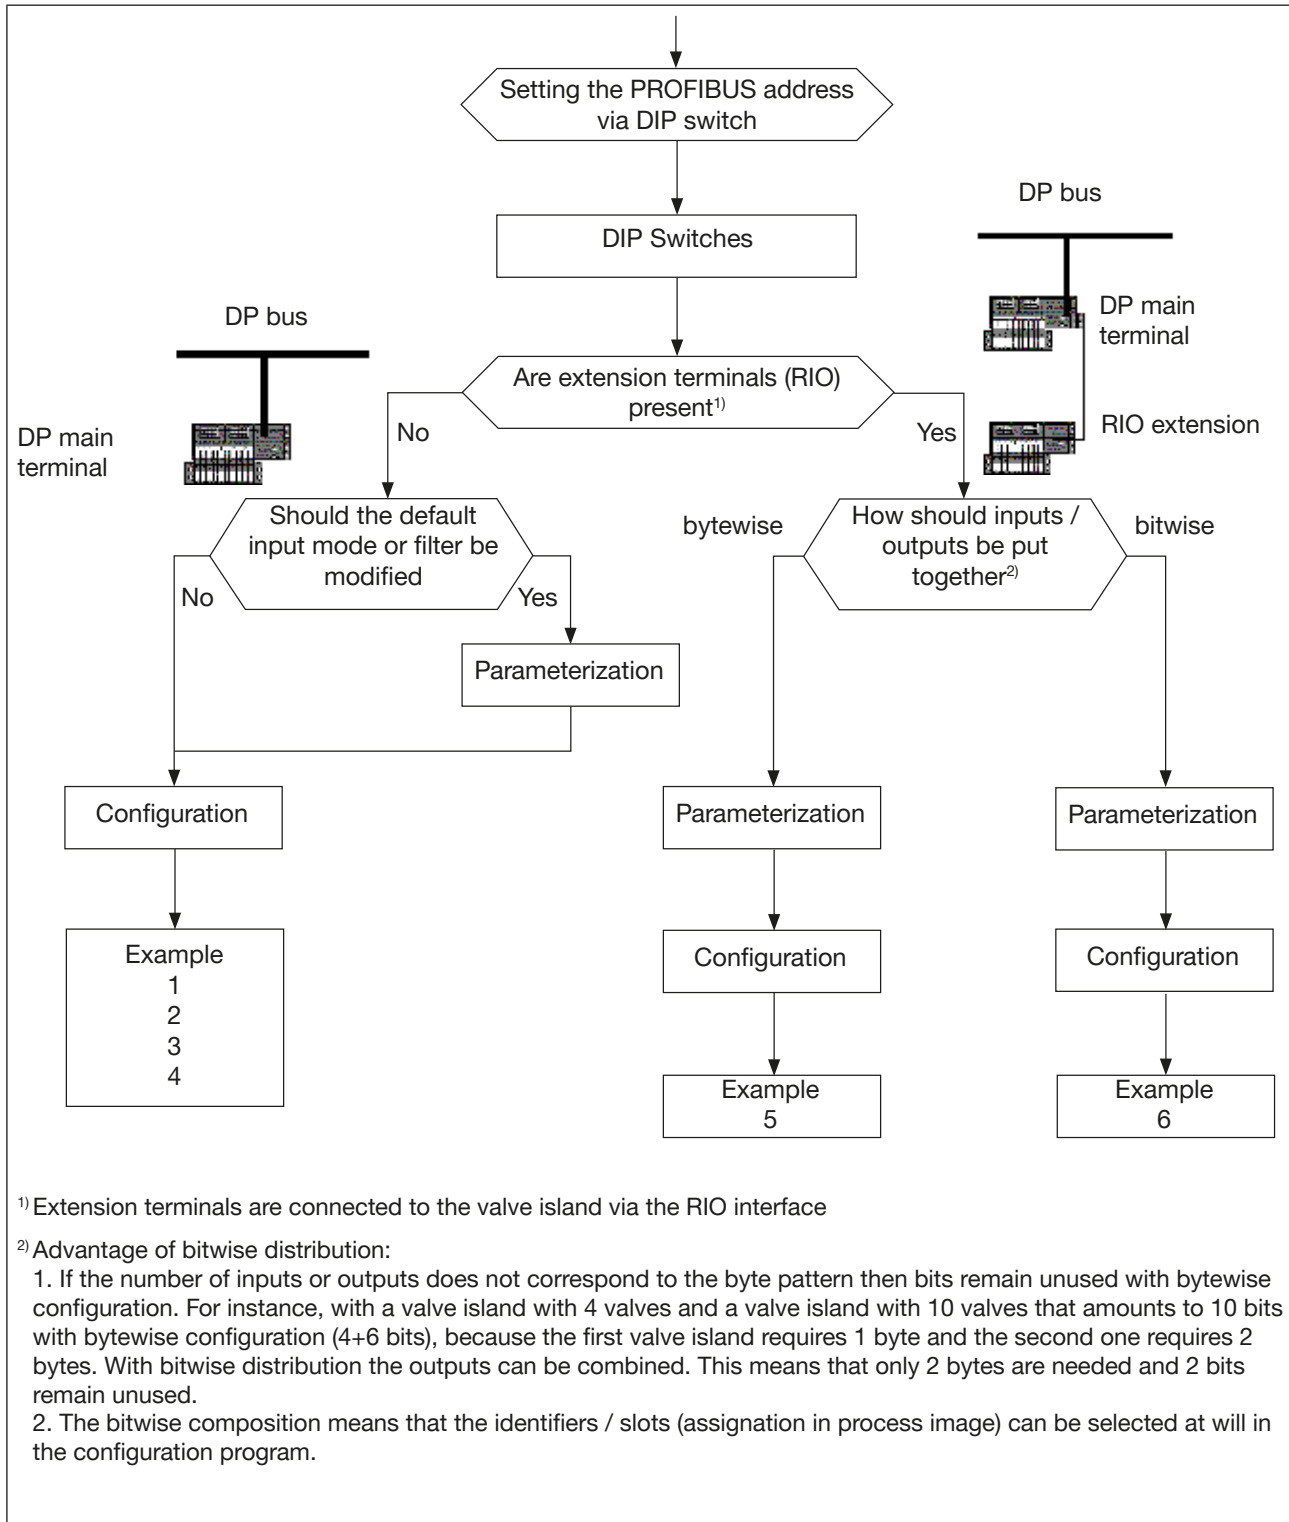 Setting the PROFIBUS address
via DIP switch
DIP Switches
DP bus
DP main
terminal
RIO extension
DP bus
DP main
terminal
Are extension terminals (RIO)
present1)
No
Yes
Should the default
input mode or filter be
modified
No
Yes
Parameterization
bytewise
How should inputs /
outputs be put
together2)
bitwise
Configuration
Example
1
2
3
4
Parameterization
Configuration
Example
5
Parameterization
Configuration
Example
6
1) Extension terminals are connected to the valve island via the RIO interface
2) Advantage of bitwise distribution:
1. If the number of inputs or outputs does not correspond to the byte pattern then bits remain unused with bytewise
configuration. For instance, with a valve island with 4 valves and a valve island with 10 valves that amounts to 10 bits
with bytewise configuration (4+6 bits), because the first valve island requires 1 byte and the second one requires 2
bytes. With bitwise distribution the outputs can be combined. This means that only 2 bytes are needed and 2 bits
remain unused.
2. The bitwise composition means that the identifiers / slots (assignation in process image) can be selected at will in
the configuration program.